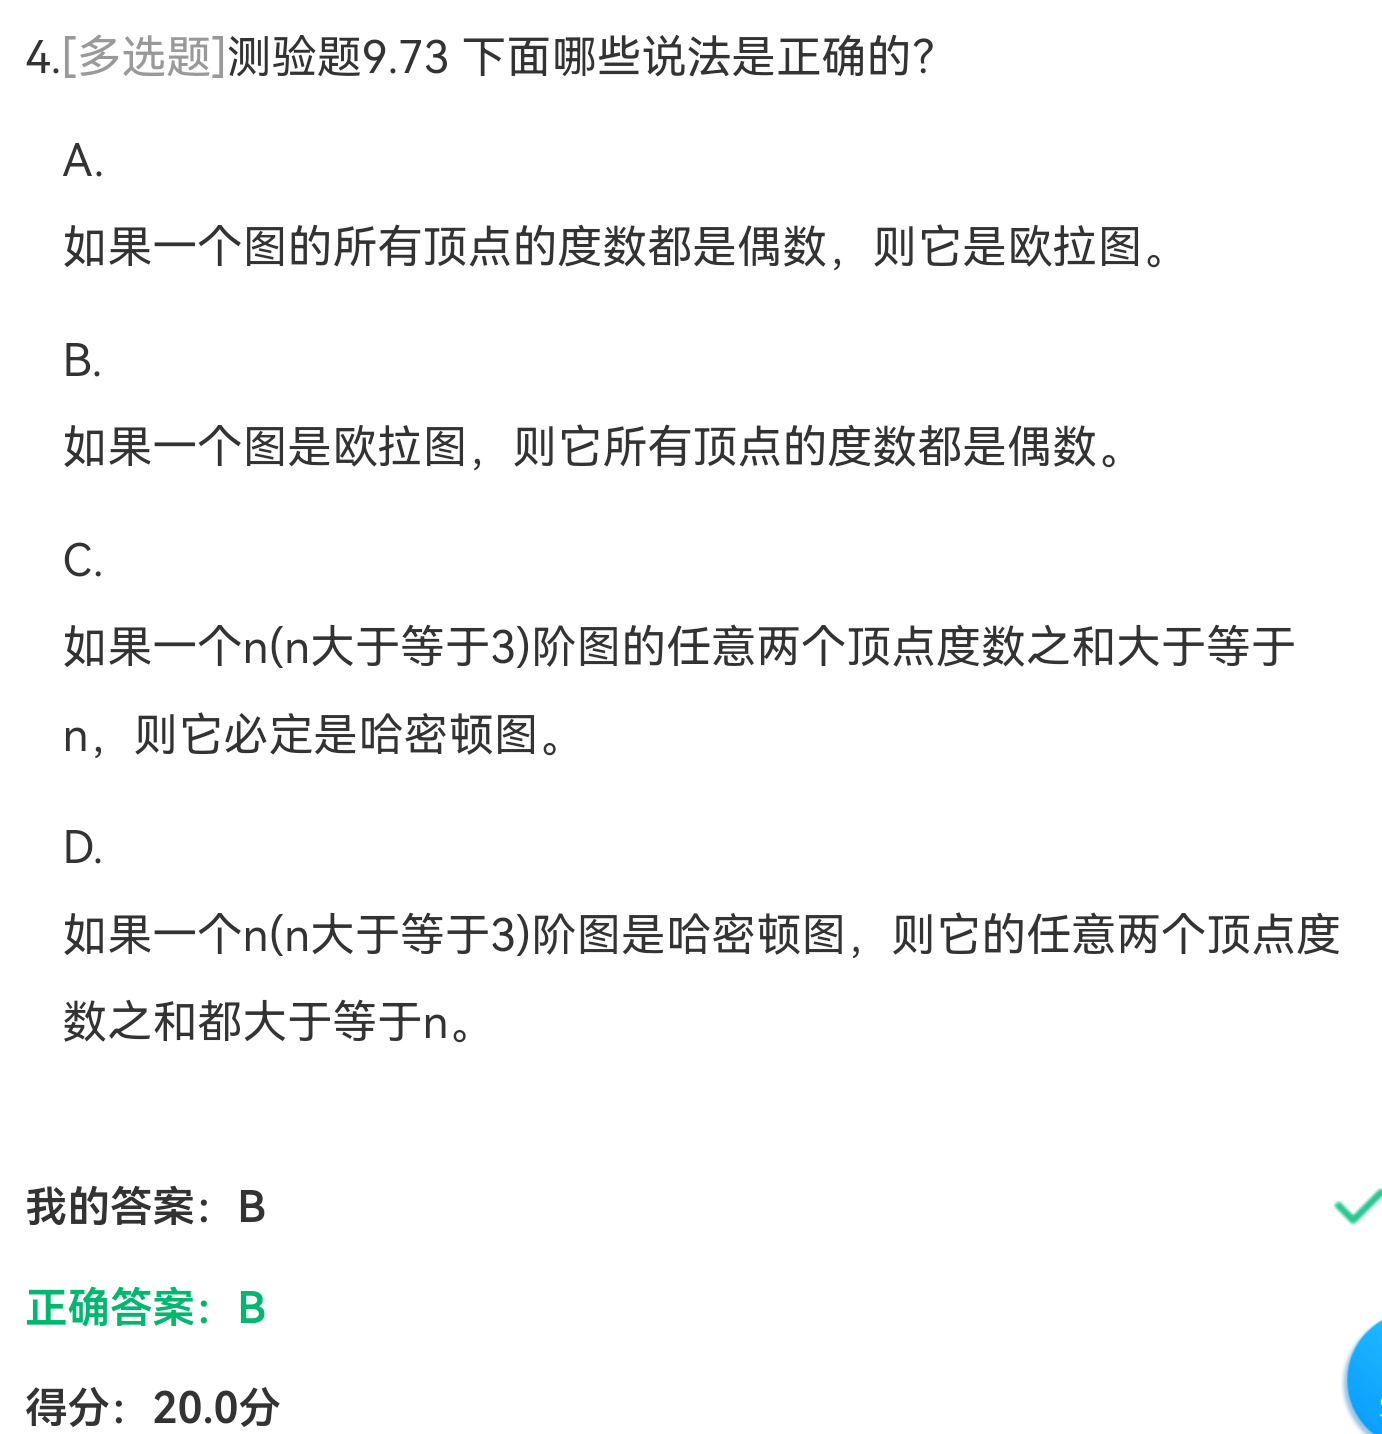 4.[多选题]测验题9.73 下面哪些说法是正确的?
A.
如果一个图的所有顶点的度数都是偶数，则它是欧拉图。
B.
如果一个图是欧拉图，则它所有顶点的度数都是偶数。
C.
如果一个n(n大于等于3)阶图的任意两个顶点度数之和大于等于
n，则它必定是哈密顿图。
D.
如果一个n(n大于等于3)阶图是哈密顿图，则它的任意两个顶点度
数之和都大于等于n。
我的答案：B
正确答案：B
得分：20.0分